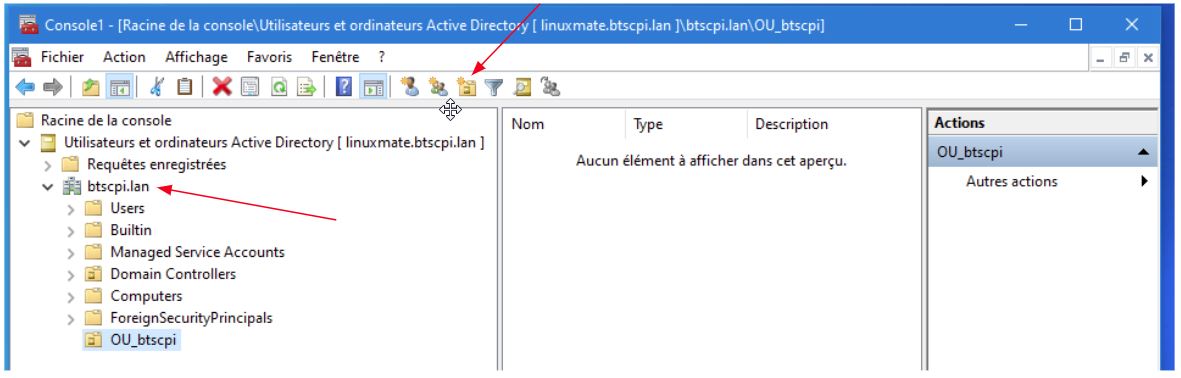 Console1 - [Racine de la console\Utilisateurs et ordinateurs Active Directory [ linuxmate.btscpi.lan ]\btscpi.lan\OU_btscpi]
Fichier Action Affichage Favoris Fenêtre ?
Racine de la console
Utilisateurs et ordinateurs Active Directory [ linuxmate.btscpi.lan ]
Requêtes enregistrées
btscpi.lan
Users
Builtin
Managed Service Accounts
Domain Controllers
Computers
ForeignSecurityPrincipals
OU_btscpi
Nom Type Description
Aucun élément à afficher dans cet aperçu.
Actions
OU_btscpi
Autres actions